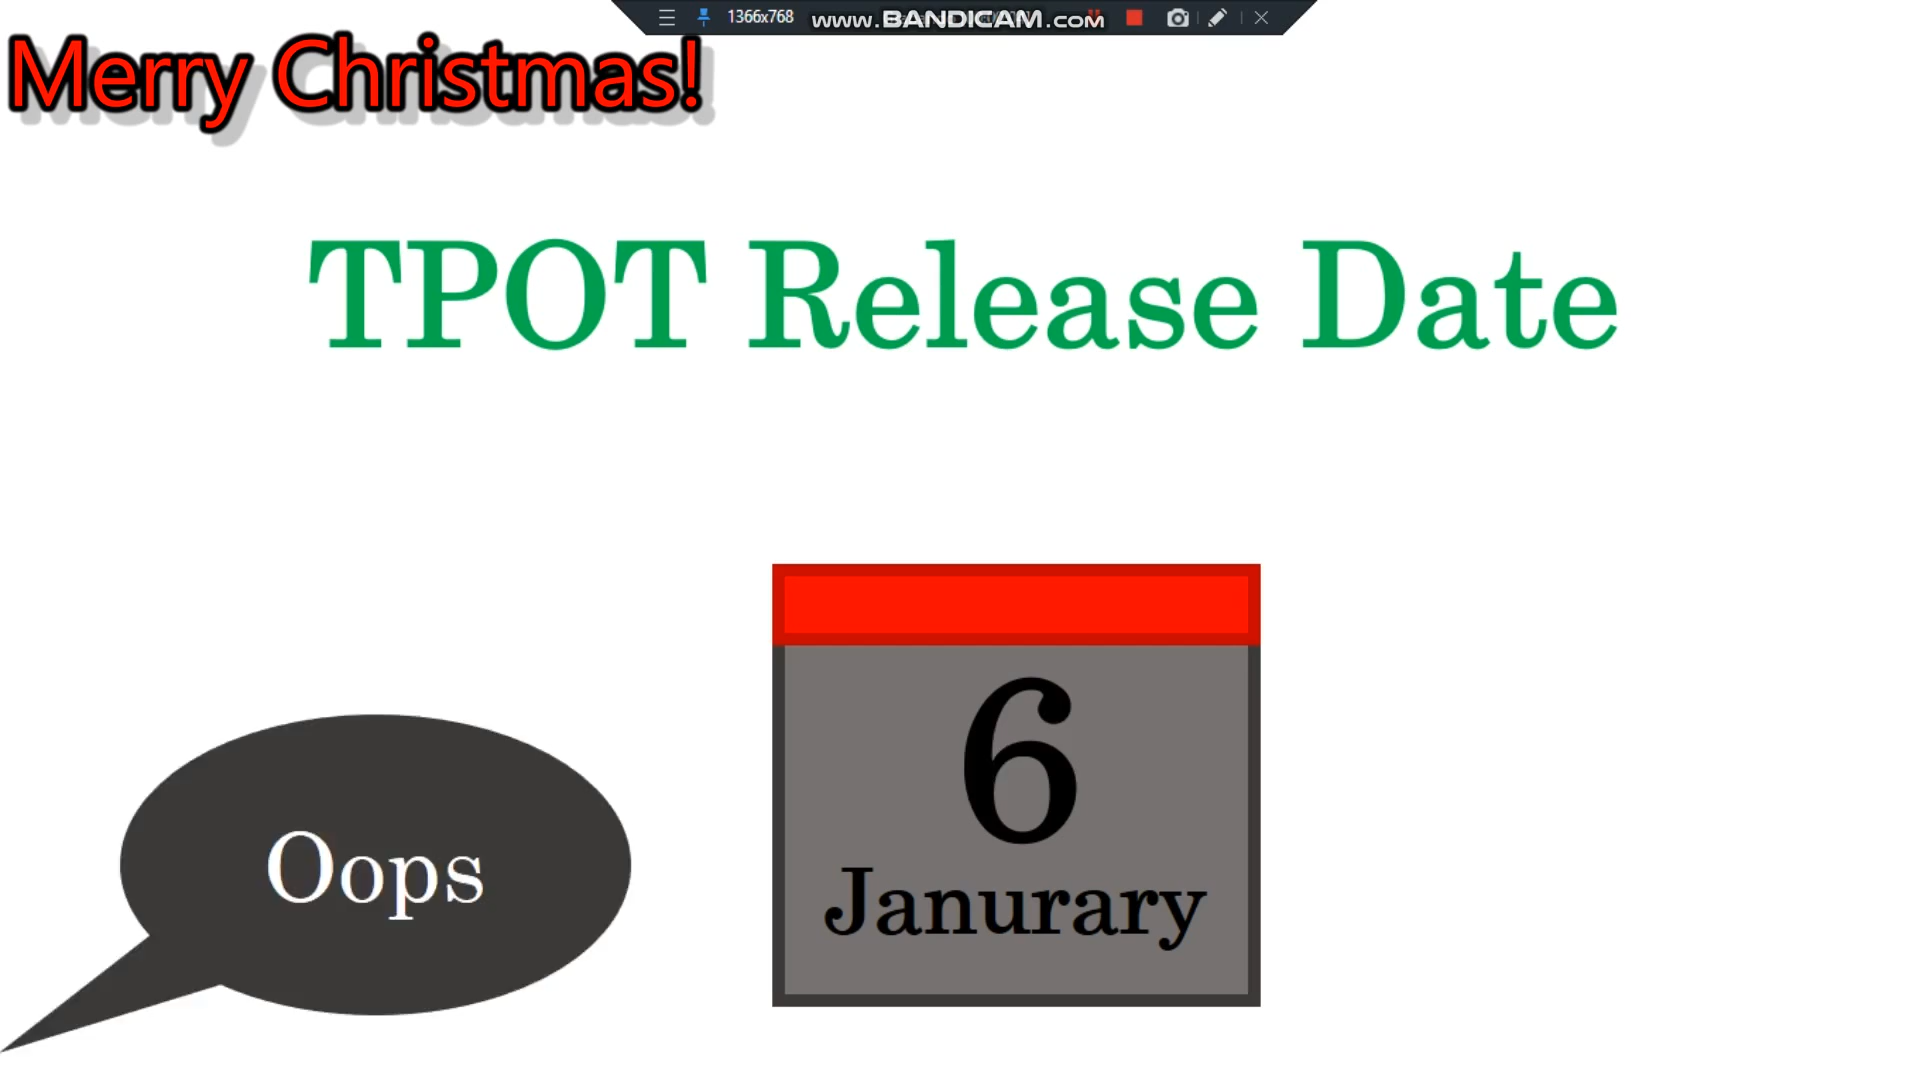 1366x768 www.BANDICAM.com
Merry Christmas!
TPOT Release Date
6
Janurary
Oops